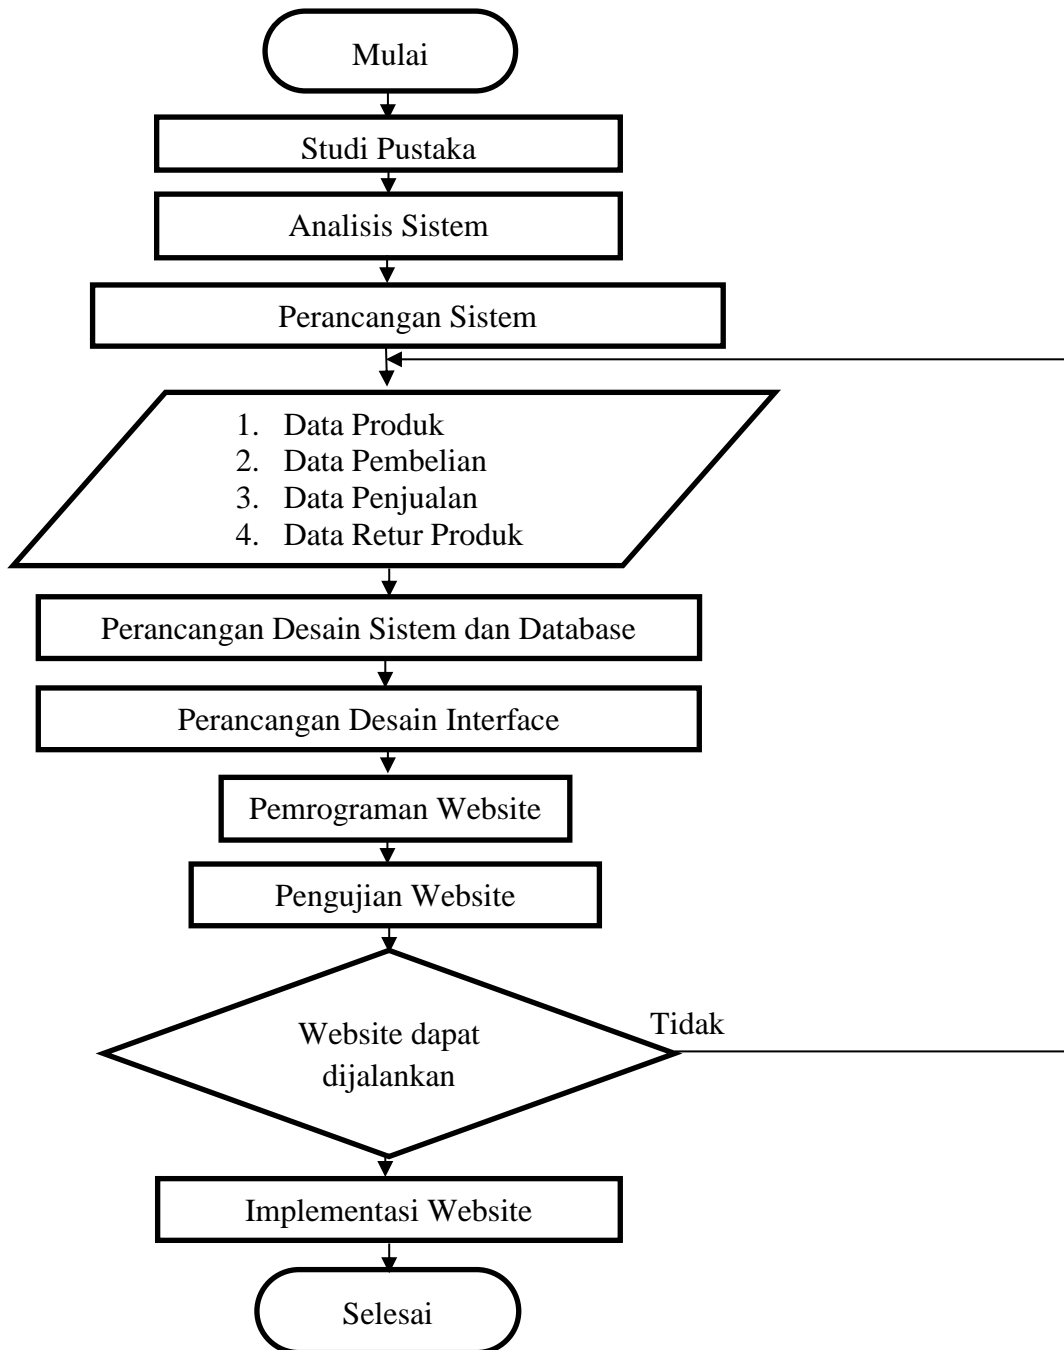 Mulai
Studi Pustaka
Analisis Sistem
Perancangan Sistem
1. Data Produk
2. Data Pembelian
3. Data Penjualan
4. Data Retur Produk
Perancangan Desain Sistem dan Database
Perancangan Desain Interface
Pemrograman Website
Pengujian Website
Website dapat
dijalankan
Tidak
Implementasi Website
Selesai